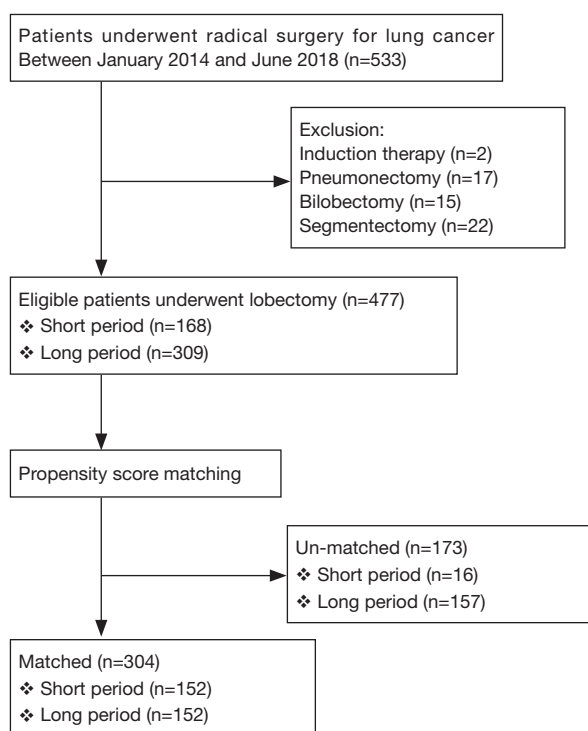 Patients underwent radical surgery for lung cancer
Between January 2014 and June 2018 (n=533)
Exclusion:
Induction therapy (n=2)
Pneumonectomy (n=17)
Bilobectomy (n=15)
Segmentectomy (n=22)
Eligible patients underwent lobectomy (n=477)
❖ Short period (n=168)
❖ Long period (n=309)
Propensity score matching
Un-matched (n=173)
❖ Short period (n=16)
❖ Long period (n=157)
Matched (n=304)
❖ Short period (n=152)
❖ Long period (n=152)